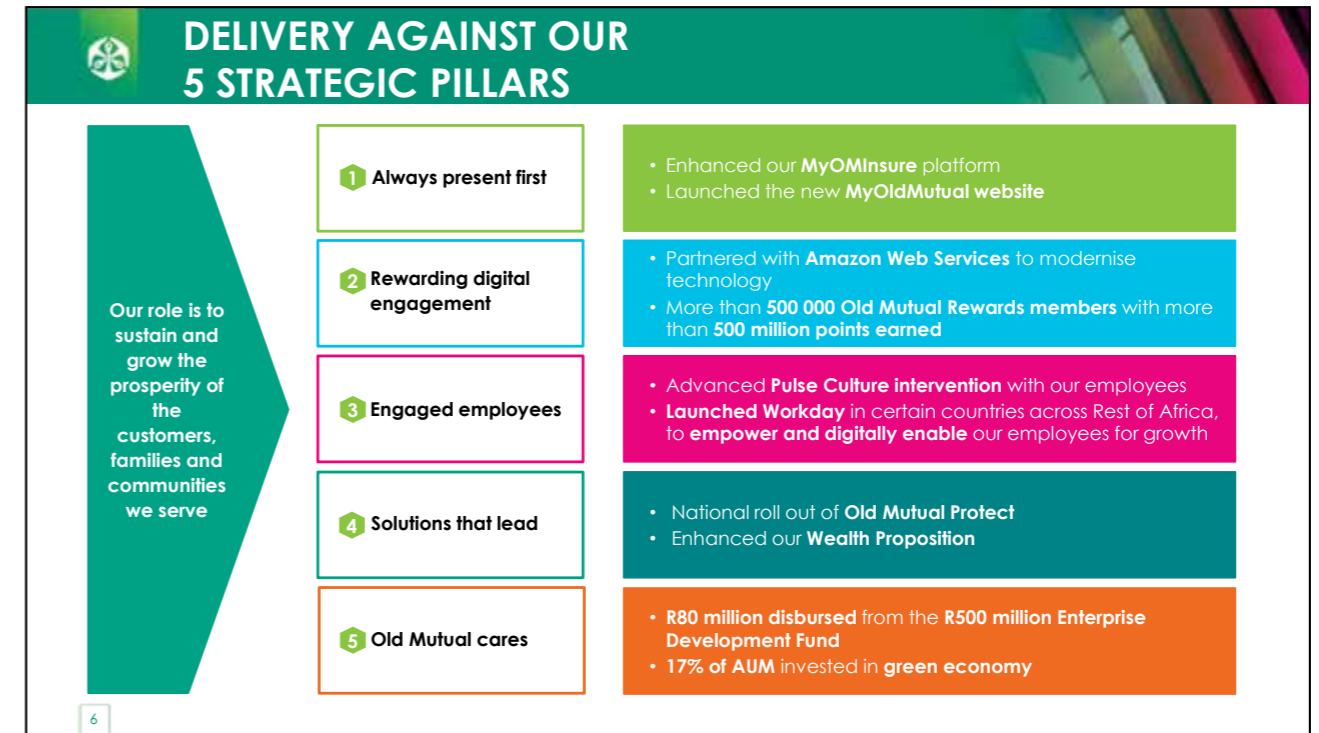 DELIVERY AGAINST OUR
5 STRATEGIC PILLARS
Our role is to
sustain and
grow the
prosperity of
the
customers,
families and
communities
we serve
1 Always present first
• Enhanced our MyOMInsure platform
• Launched the new MyOldMutual website
2 Rewarding digital
engagement
• Partnered with Amazon Web Services to modernise
technology
• More than 500 000 Old Mutual Rewards members with more
than 500 million points earned
3 Engaged employees
• Advanced Pulse Culture intervention with our employees
• Launched Workday in certain countries across Rest of Africa,
to empower and digitally enable our employees for growth
4 Solutions that lead
• National roll out of Old Mutual Protect
• Enhanced our Wealth Proposition
5 Old Mutual cares
• R80 million disbursed from the R500 million Enterprise
Development Fund
• 17% of AUM invested in green economy
6